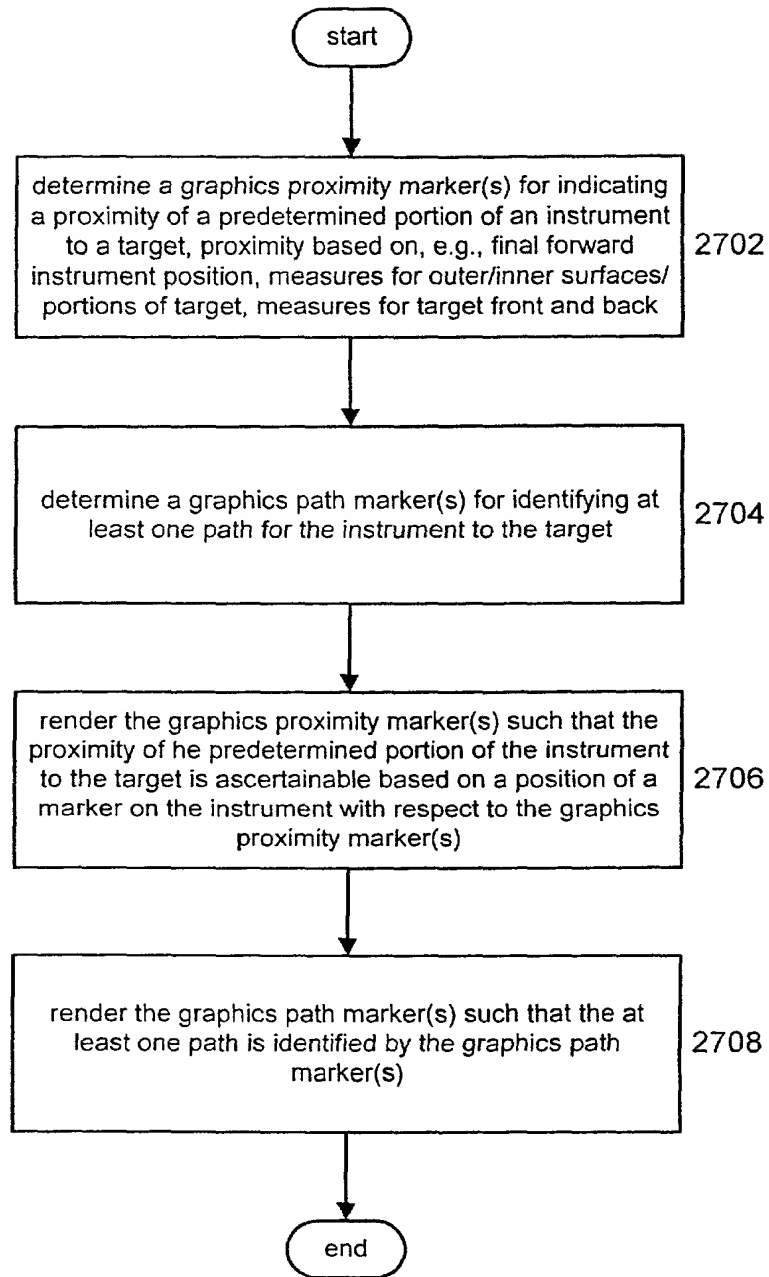 start
determine a graphics proximity marker(s) for indicating
a proximity of a predetermined portion of an instrument
to a target, proximity based on, e.g., final forward
instrument position, measures for outer/inner surfaces/
portions of target, measures for target front and back
2702
determine a graphics path marker(s) for identifying at
least one path for the instrument to the target
2704
render the graphics proximity marker(s) such that the
proximity of he predetermined portion of the instrument
to the target is ascertainable based on a position of a
marker on the instrument with respect to the graphics
proximity marker(s)
2706
render the graphics path marker(s) such that the at
least one path is identified by the graphics path
marker(s)
2708
end